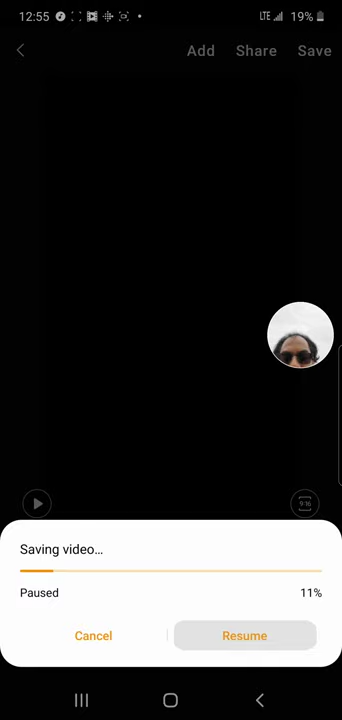 12:55 LTE 19%
Add Share Save
9:16
Saving video...
Paused 11%
Cancel Resume